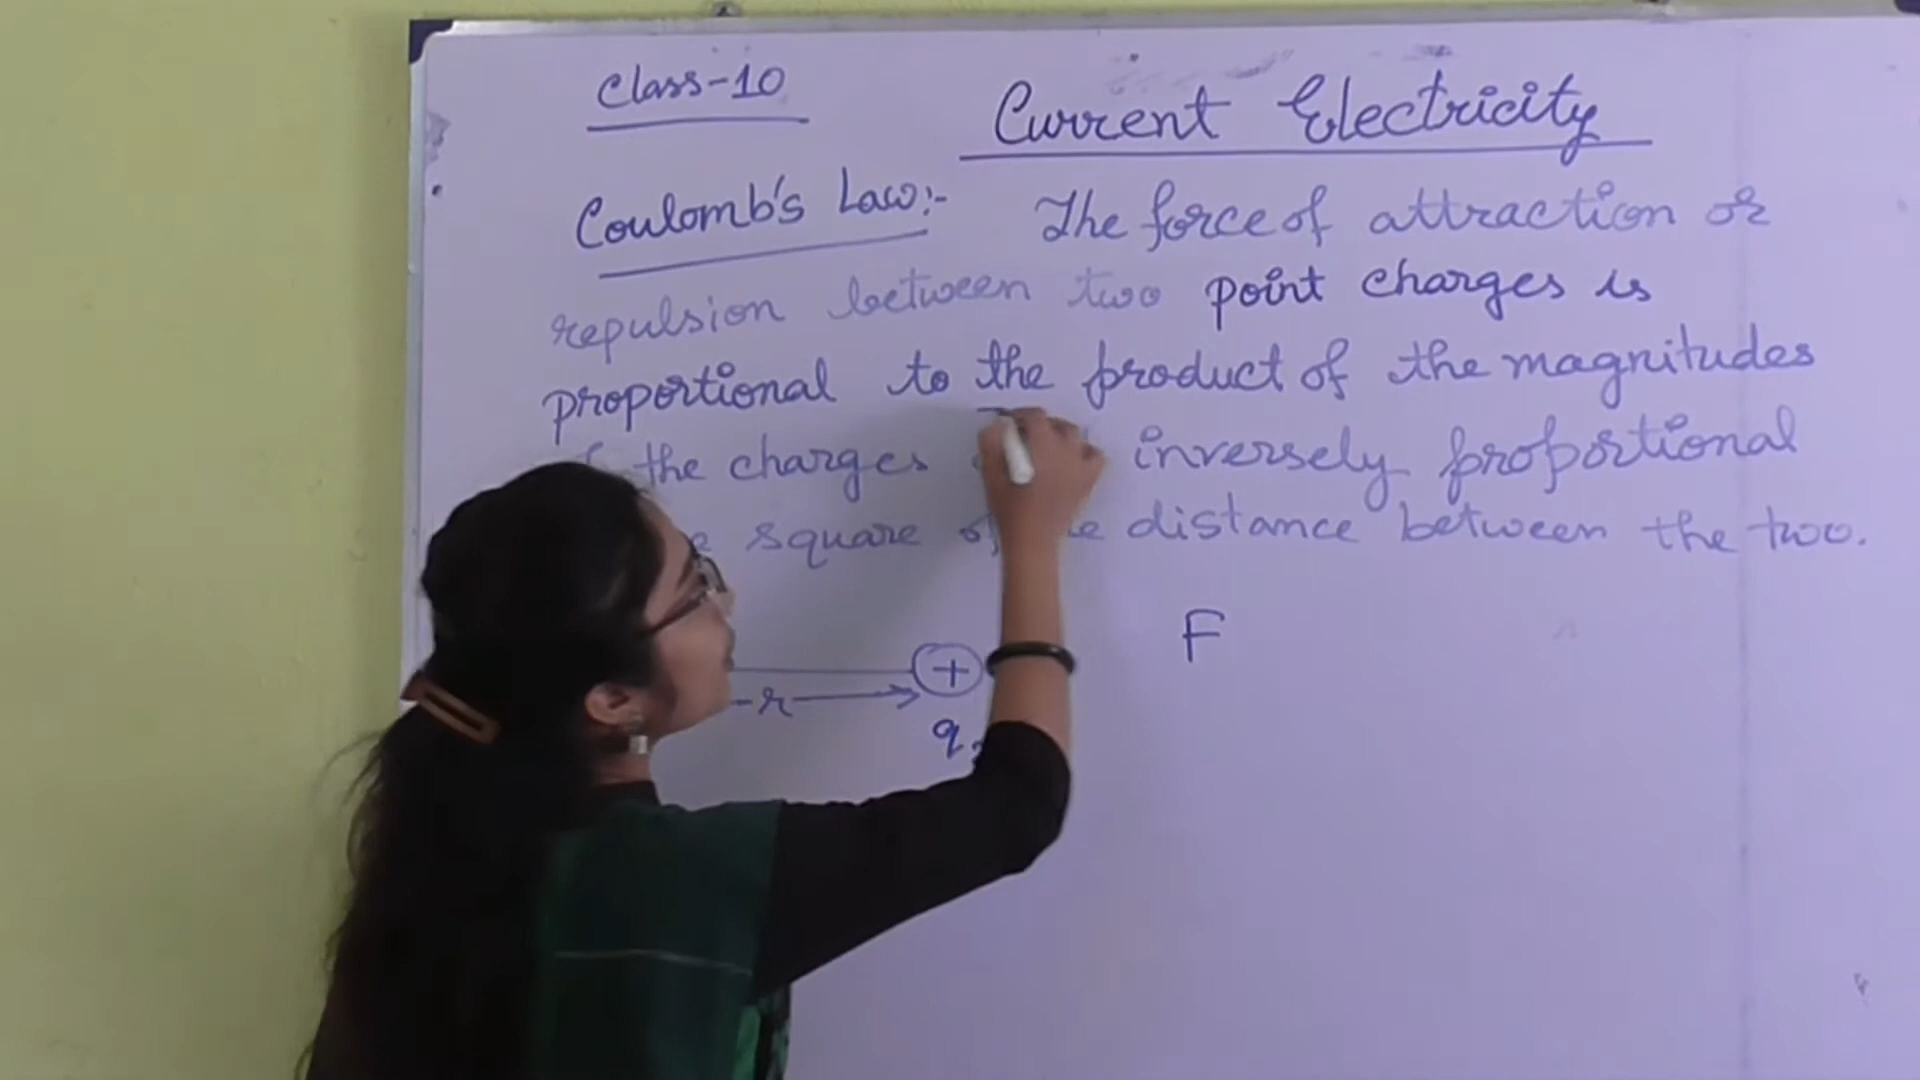 Class-10
Current Electricity
Coulomb's Law:- The force of attraction or
repulsion between two point charges is
proportional to the product of the magnitudes
the charges inversely proportional
square distance between the two.
F
+
r
q